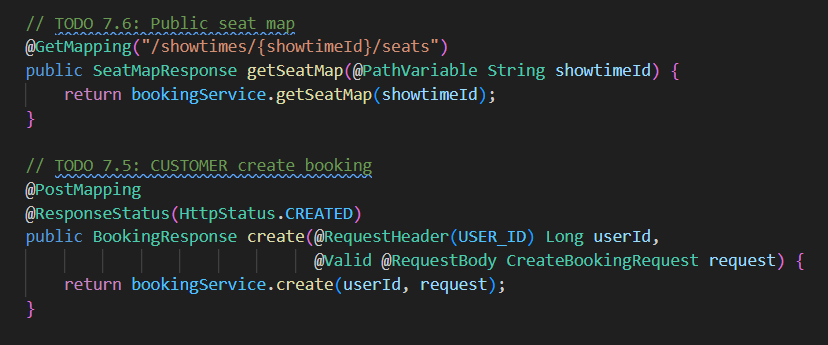 // TODO 7.6: Public seat map
@GetMapping("/showtimes/{showtimeId}/seats")
public SeatMapResponse getSeatMap(@PathVariable String showtimeId) {
    return bookingService.getSeatMap(showtimeId);
}

// TODO 7.5: CUSTOMER create booking
@PostMapping
@ResponseStatus(HttpStatus.CREATED)
public BookingResponse create(@RequestHeader(USER_ID) Long userId,
                              @Valid @RequestBody CreateBookingRequest request) {
    return bookingService.create(userId, request);
}